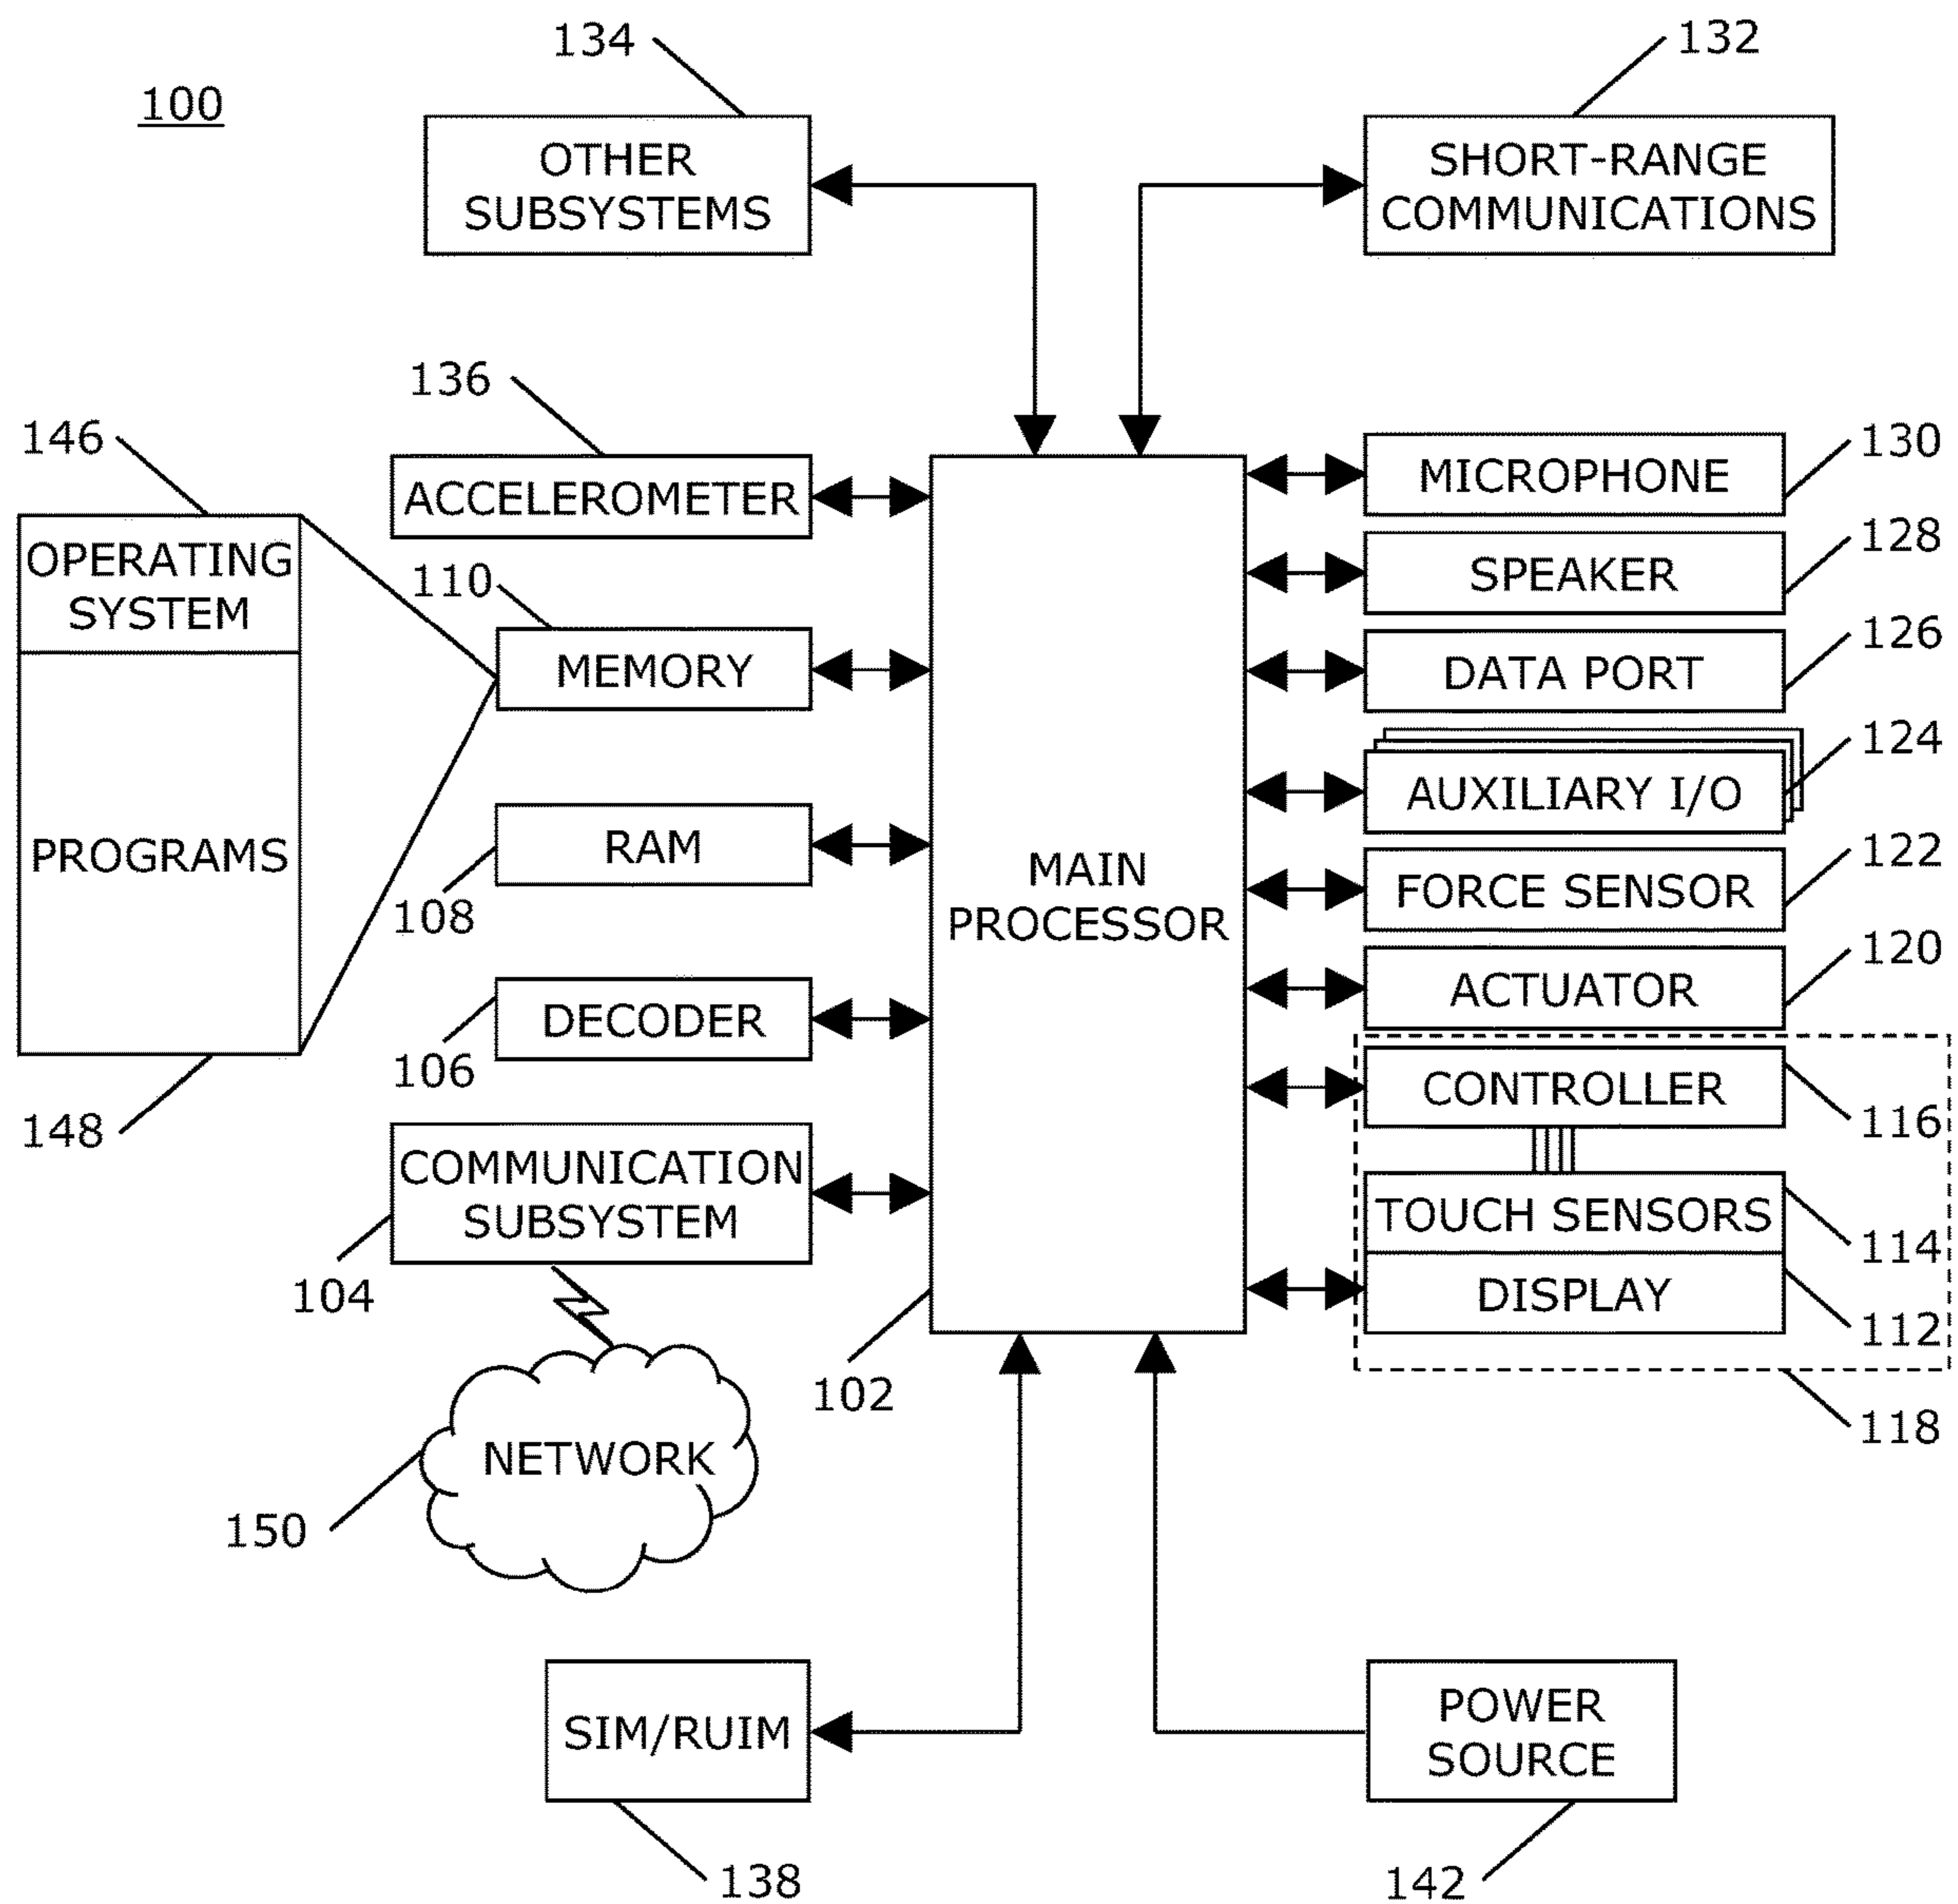 134
132
100
OTHER
SUBSYSTEMS
SHORT-RANGE
COMMUNICATIONS
136
146
ACCELEROMETER
MICROPHONE
130
OPERATING
SYSTEM
110
SPEAKER
128
MEMORY
DATA PORT
126
AUXILIARY I/O
124
PROGRAMS
RAM
108
MAIN
PROCESSOR
FORCE SENSOR
122
ACTUATOR
120
DECODER
106
CONTROLLER
116
148
COMMUNICATION
SUBSYSTEM
TOUCH SENSORS
114
104
DISPLAY
112
102
118
NETWORK
150
SIM/RUIM
POWER
SOURCE
138
142